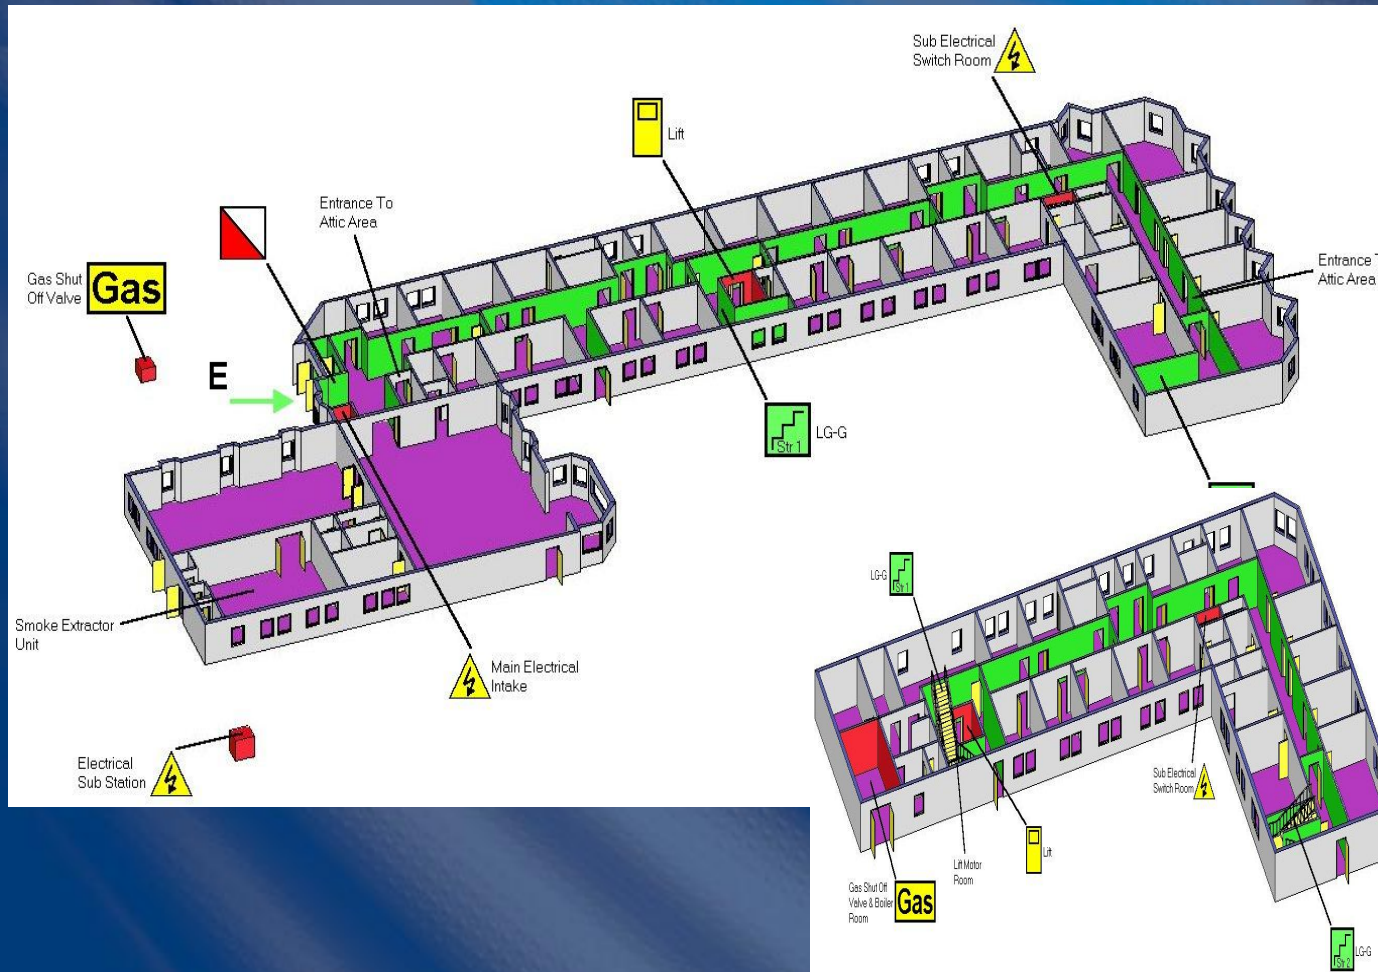 Sub Electrical
Switch Room
Lift
Entrance To
Attic Area
Gas Shut
Off Valve
Gas
Entrance T
Attic Area
E
Str 1
LG-G
Smoke Extractor
Unit
Main Electrical
Intake
Electrical
Sub Station
LG-G
Str 1
Sub Electrical
Switch Room
Lift
Lift Motor
Room
Gas Shut Off
Valve & Boiler
Room
Gas
Str 2
LG-G